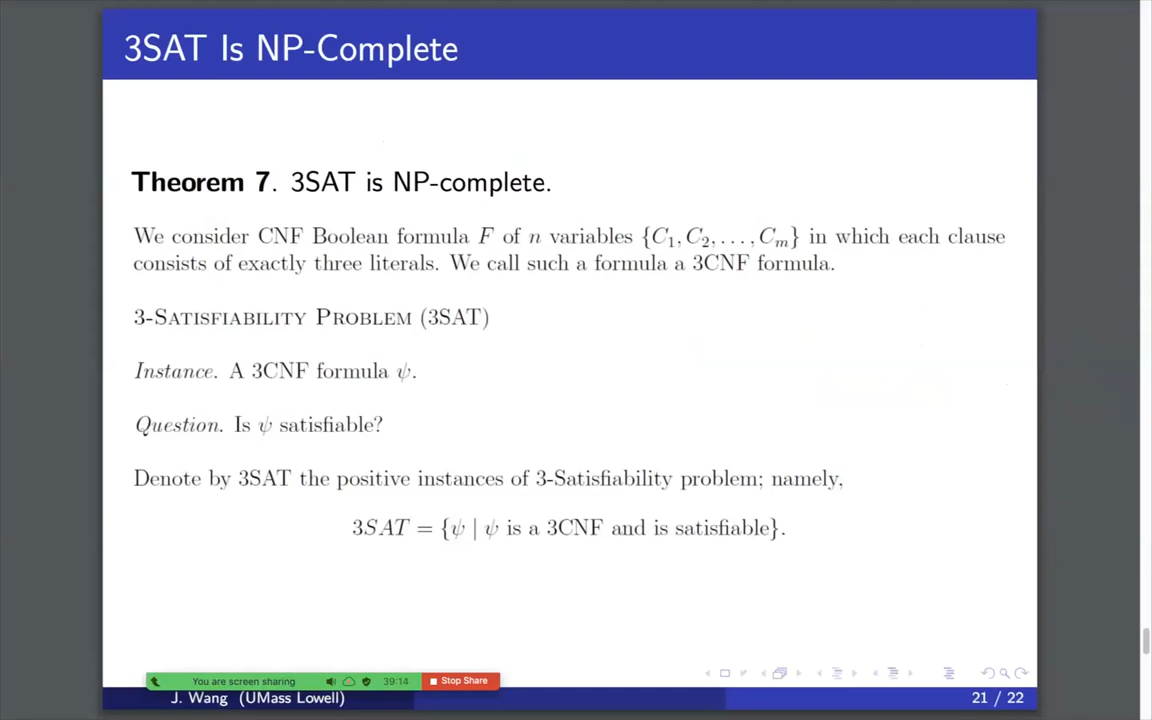 3SAT Is NP-Complete
Theorem 7. 3SAT is NP-complete.
We consider CNF Boolean formula F of n variables {C₁, C₂, . . . , Cₘ} in which each clause
consists of exactly three literals. We call such a formula a 3CNF formula.
3-Satisfiability Problem (3SAT)
Instance. A 3CNF formula ψ.
Question. Is ψ satisfiable?
Denote by 3SAT the positive instances of 3-Satisfiability problem; namely,
3SAT = {ψ | ψ is a 3CNF and is satisfiable}.
You are screen sharing 39:14 Stop Share
J. Wang (UMass Lowell) 21 / 22